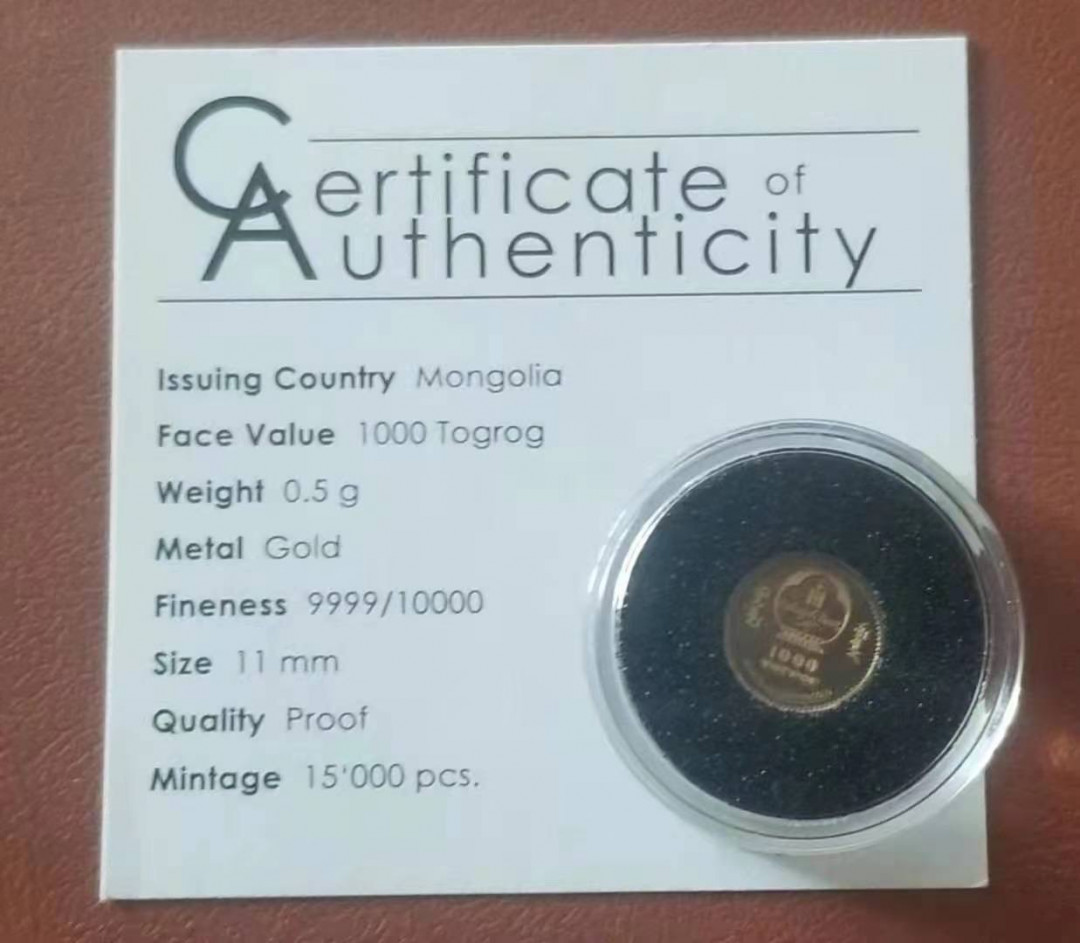 Certificate of
Authenticity
Issuing Country Mongolia
Face Value 1000 Togrog
Weight 0.5 g
Metal Gold
Fineness 9999/10000
Size 11 mm
Quality Proof
Mintage 15'000 pcs.
1000